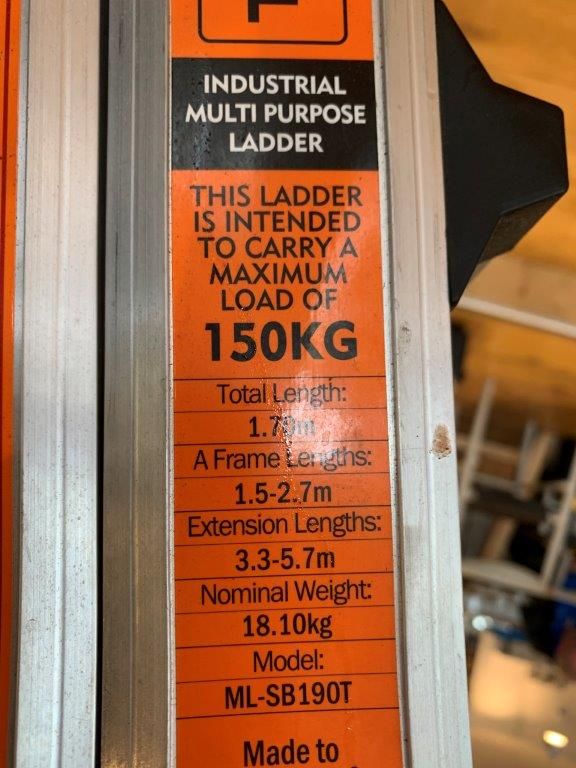 INDUSTRIAL
MULTI PURPOSE
LADDER
THIS LADDER
IS INTENDED
TO CARRY A
MAXIMUM
LOAD OF
150KG
Total Length:
A Frame Lengths:
1.5-2.7m
Extension Lengths:
3.3-5.7m
Nominal Weight:
18.10kg
Model:
ML-SB190T
Made to